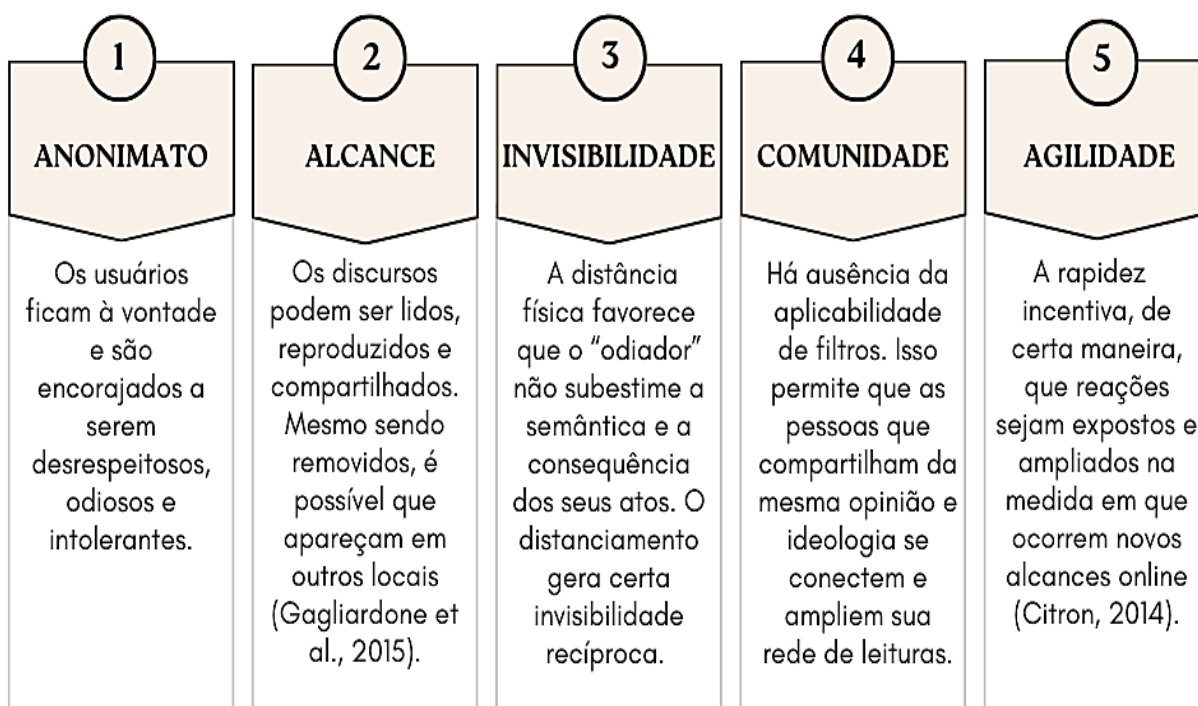 1
ANONIMATO
Os usuários
ficam à vontade
e são
encorajados a
serem
desrespeitosos,
odiosos e
intolerantes.
2
ALCANCE
Os discursos
podem ser lidos,
reproduzidos e
compartilhados.
Mesmo sendo
removidos, é
possível que
apareçam em
outros locais
(Gagliardone et
al., 2015).
3
INVISIBILIDADE
A distância
física favorece
que o “odiador”
não subestime a
semântica e a
consequência
dos seus atos. O
distanciamento
gera certa
invisibilidade
recíproca.
4
COMUNIDADE
Há ausência da
aplicabilidade
de filtros. Isso
permite que as
pessoas que
compartilham da
mesma opinião e
ideologia se
conectem e
ampliem sua
rede de leituras.
5
AGILIDADE
A rapidez
incentiva, de
certa maneira,
que reações
sejam expostos e
ampliados na
medida em que
ocorrem novos
alcances online
(Citron, 2014).